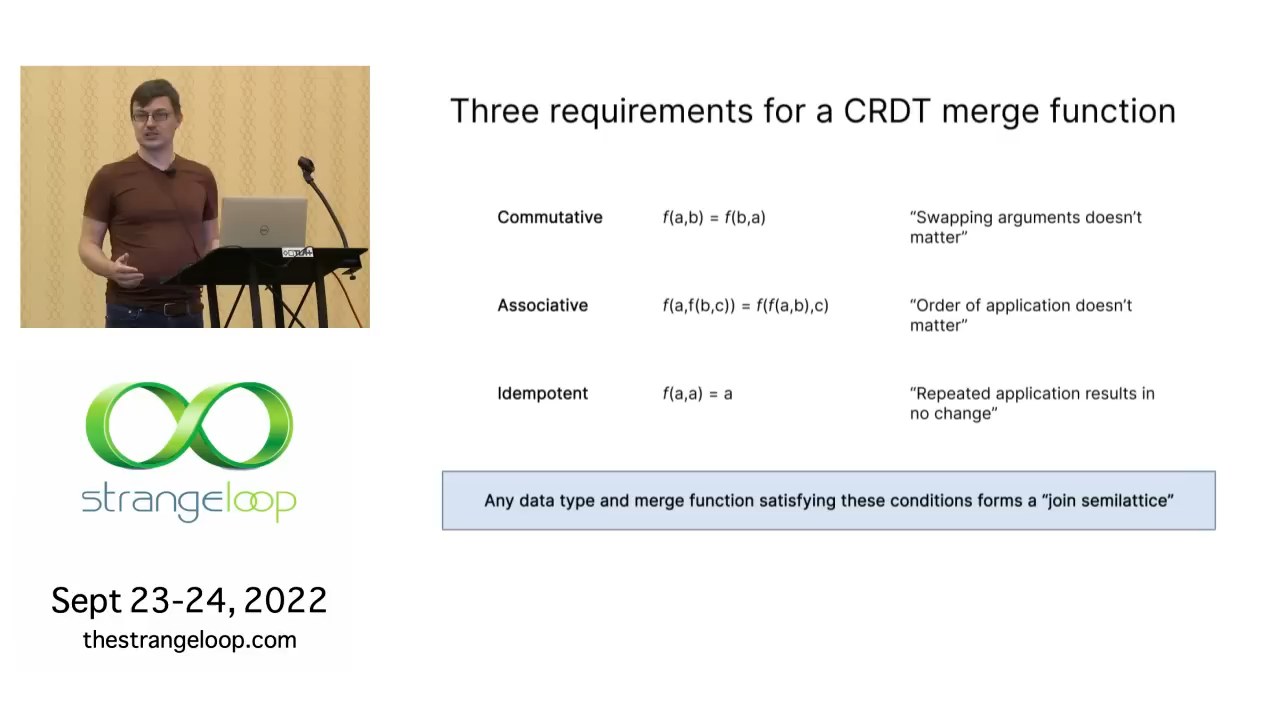 Three requirements for a CRDT merge function
Commutative f(a,b) = f(b,a) “Swapping arguments doesn’t
matter”
Associative f(a,f(b,c)) = f(f(a,b),c) “Order of application doesn’t
matter”
Idempotent f(a,a) = a “Repeated application results in
no change”
Any data type and merge function satisfying these conditions forms a “join semilattice”
strangeloop
Sept 23-24, 2022
thestrangeloop.com